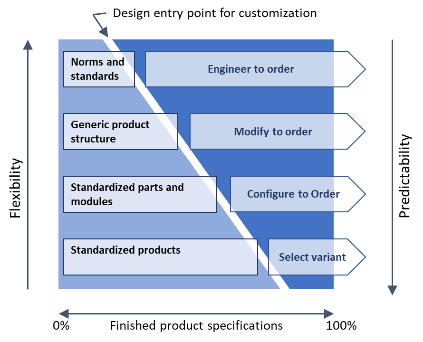 Design entry point for customization
Norms and
standards
Engineer to order
Generic product
structure
Modify to order
Standardized parts and
modules
Configure to Order
Standardized products
Select variant
Flexibility
Predictability
0%
Finished product specifications
100%